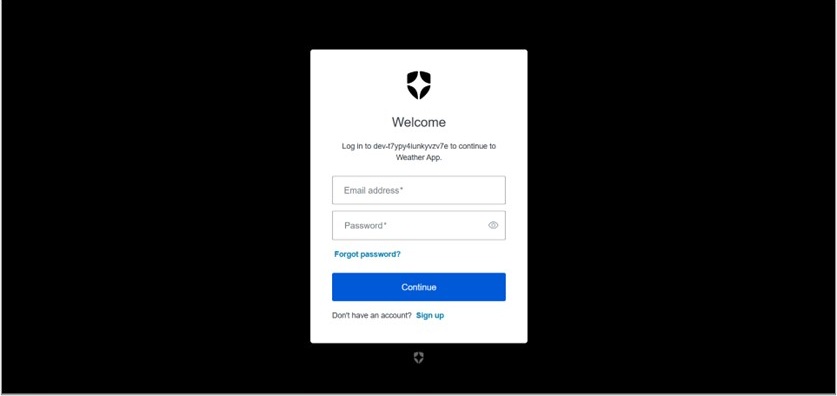 Welcome
Log in to dev-t7ypy4iunkyvzv7e to continue to
Weather App.
Email address*
Password*
Forgot password?
Continue
Don't have an account? Sign up